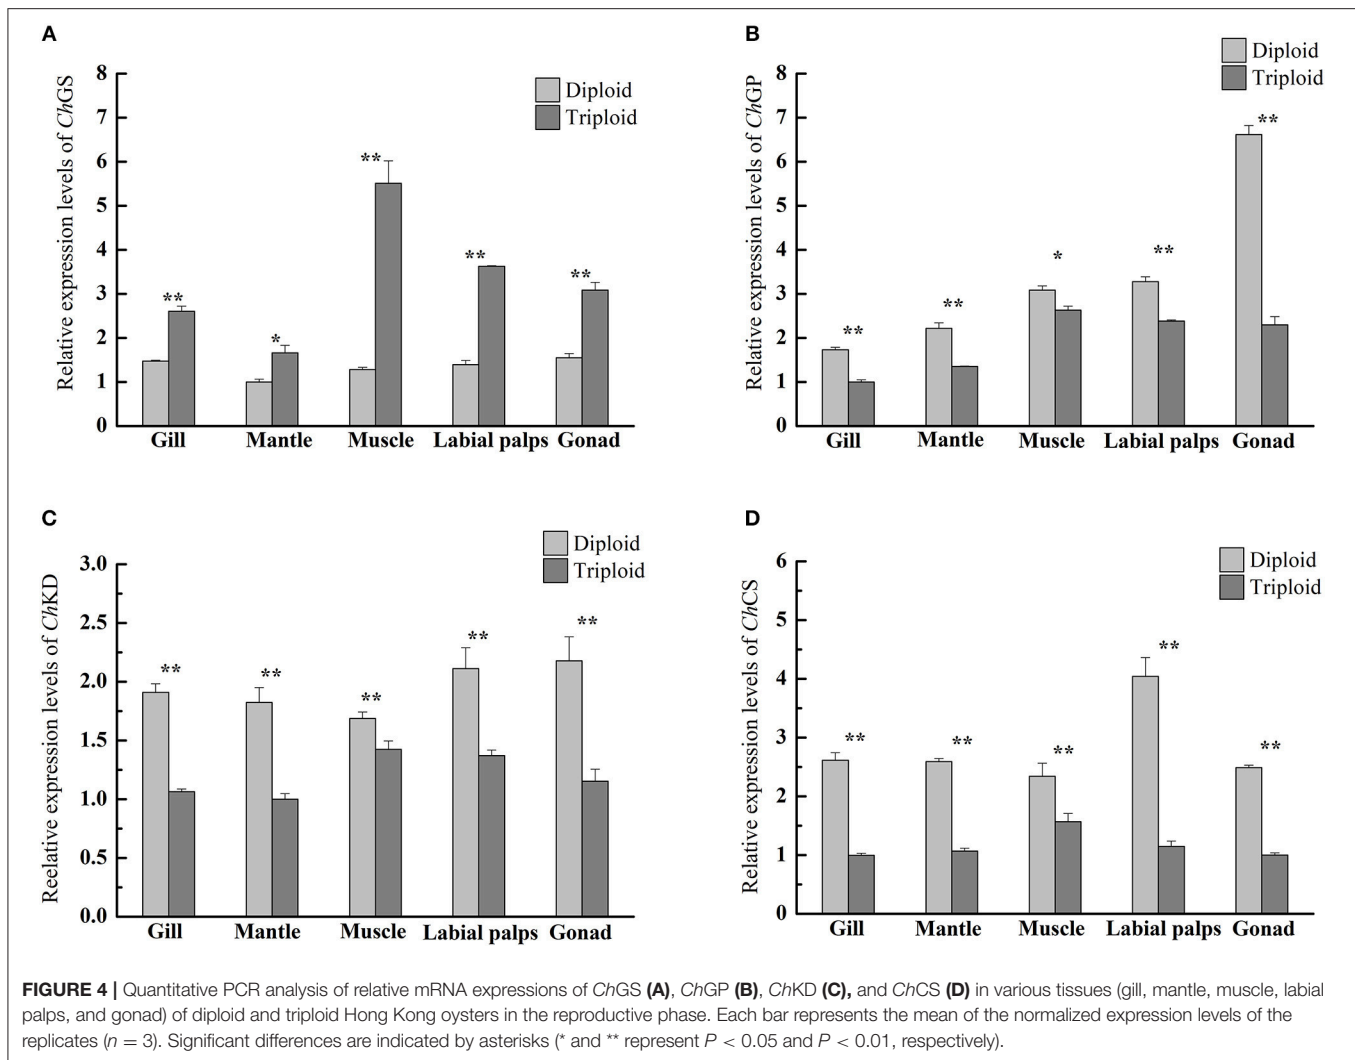 A
Relative expression levels of ChGS
8
7
6
5
4
3
2
1
0
Diploid
Triploid
**
*
**
**
**
Gill Mantle Muscle Labial palps Gonad
B
Relative expression levels of ChGP
8
7
6
5
4
3
2
1
0
Diploid
Triploid
**
**
*
**
**
Gill Mantle Muscle Labial palps Gonad
C
Reelative expression levels of ChKD
3.0
2.5
2.0
1.5
1.0
0.5
0.0
Diploid
Triploid
**
**
**
**
**
Gill Mantle Muscle Labial palps Gonad
D
Relative expression levels of ChCS
6
5
4
3
2
1
0
Diploid
Triploid
**
**
**
**
**
Gill Mantle Muscle Labial palps Gonad
FIGURE 4 | Quantitative PCR analysis of relative mRNA expressions of ChGS (A), ChGP (B), ChKD (C), and ChCS (D) in various tissues (gill, mantle, muscle, labial
palps, and gonad) of diploid and triploid Hong Kong oysters in the reproductive phase. Each bar represents the mean of the normalized expression levels of the
replicates (n = 3). Significant differences are indicated by asterisks (* and ** represent P < 0.05 and P < 0.01, respectively).